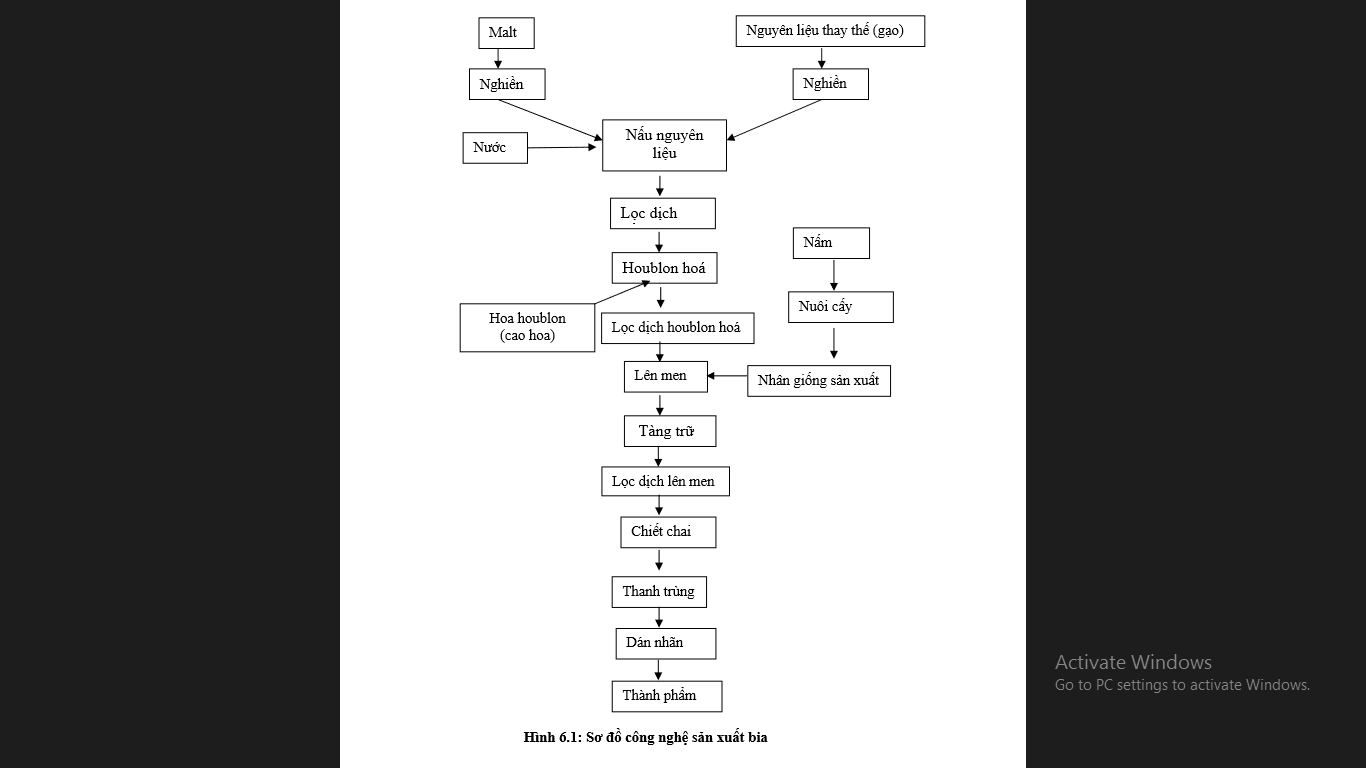 Malt
Nguyên liệu thay thế (gạo)
Nghiền
Nghiền
Nước
Nấu nguyên
liệu
Lọc dịch
Houblon hoá
Nấm
Nuôi cấy
Hoa houblon
(cao hoa)
Lọc dịch houblon hoá
Lên men
Nhân giống sản xuất
Tàng trữ
Lọc dịch lên men
Chiết chai
Thanh trùng
Dán nhãn
Thành phẩm
Hình 6.1: Sơ đồ công nghệ sản xuất bia
Activate Windows
Go to PC settings to activate Windows.